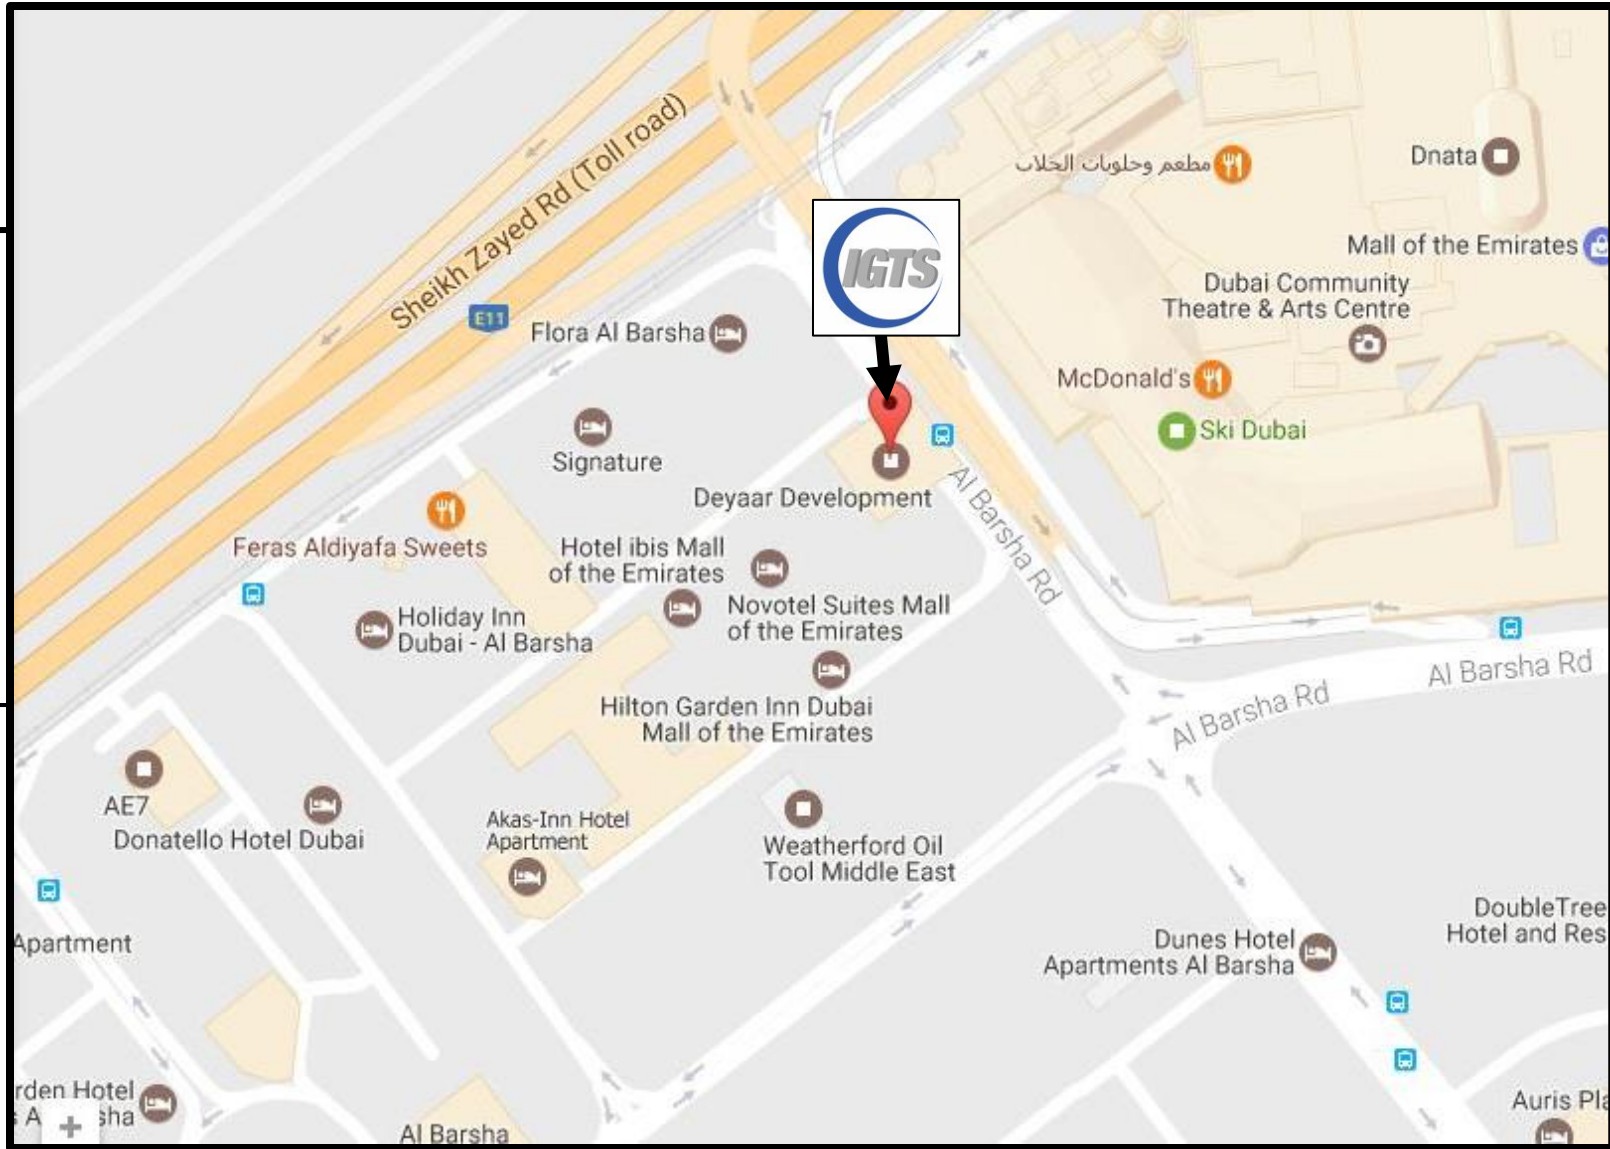 Sheikh Zayed Rd (Toll road)
E11
مطعم وحلويات الحلاب
Dnata
Mall of the Emirates
IGTS
Dubai Community
Theatre & Arts Centre
Flora Al Barsha
McDonald's
Ski Dubai
Signature
Deyaar Development
Al Barsha Rd
Feras Aldiyafa Sweets
Hotel ibis Mall
of the Emirates
Novotel Suites Mall
of the Emirates
Holiday Inn
Dubai - Al Barsha
Al Barsha Rd
Al Barsha Rd
Hilton Garden Inn Dubai
Mall of the Emirates
AE7
Donatello Hotel Dubai
Akas-Inn Hotel
Apartment
Weatherford Oil
Tool Middle East
DoubleTree
Hotel and Res
Apartment
Dunes Hotel
Apartments Al Barsha
rden Hotel
s A sha
Auris Pla
Al Barsha